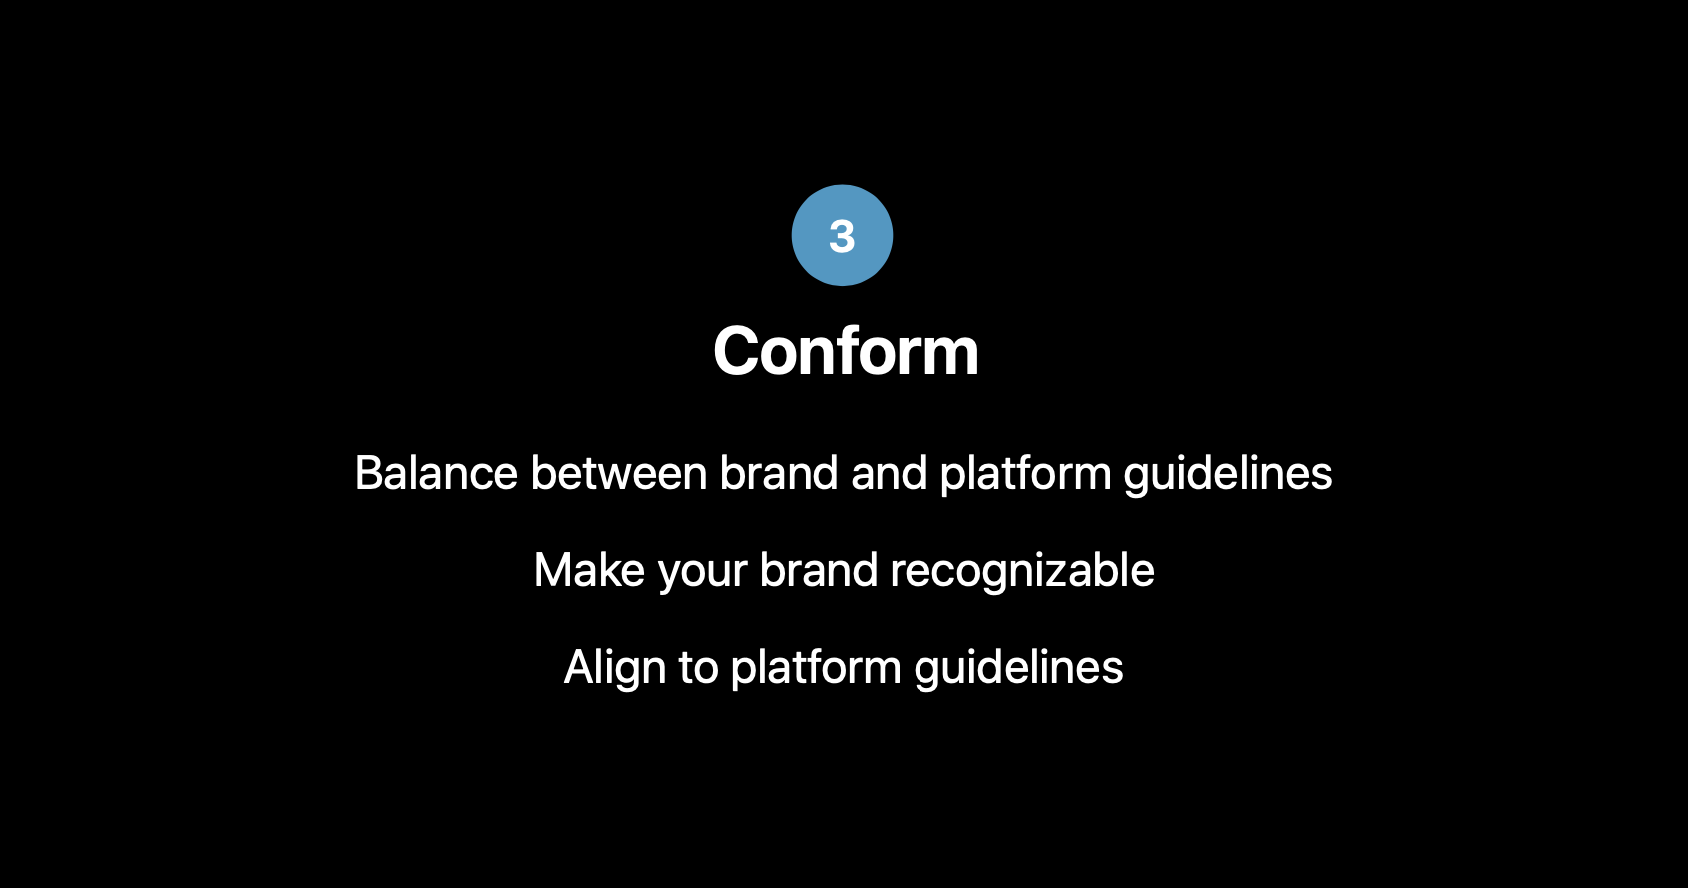 3
Conform
Balance between brand and platform guidelines
Make your brand recognizable
Align to platform guidelines